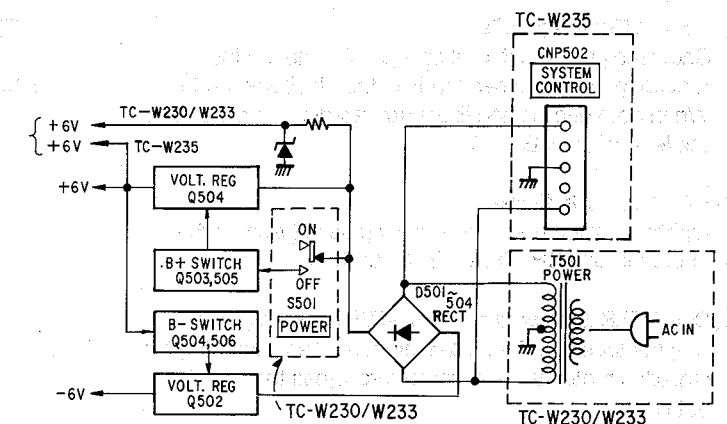 TC-W235
CNP502
SYSTEM
CONTROL
TC-W230/W233
+6V
+6V
TC-W235
+6V
VOLT. REG
Q504
ON
B+ SWITCH
Q503,505
OFF
S501
POWER
D501~504
RECT
T501
POWER
AC IN
B- SWITCH
Q504,506
-6V
VOLT. REG
Q502
TC-W230/W233
TC-W230/W233